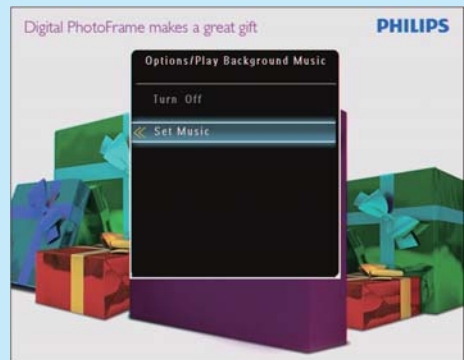 Digital PhotoFrame makes a great gift
PHILIPS
Options/Play Background Music
Turn Off
Set Music